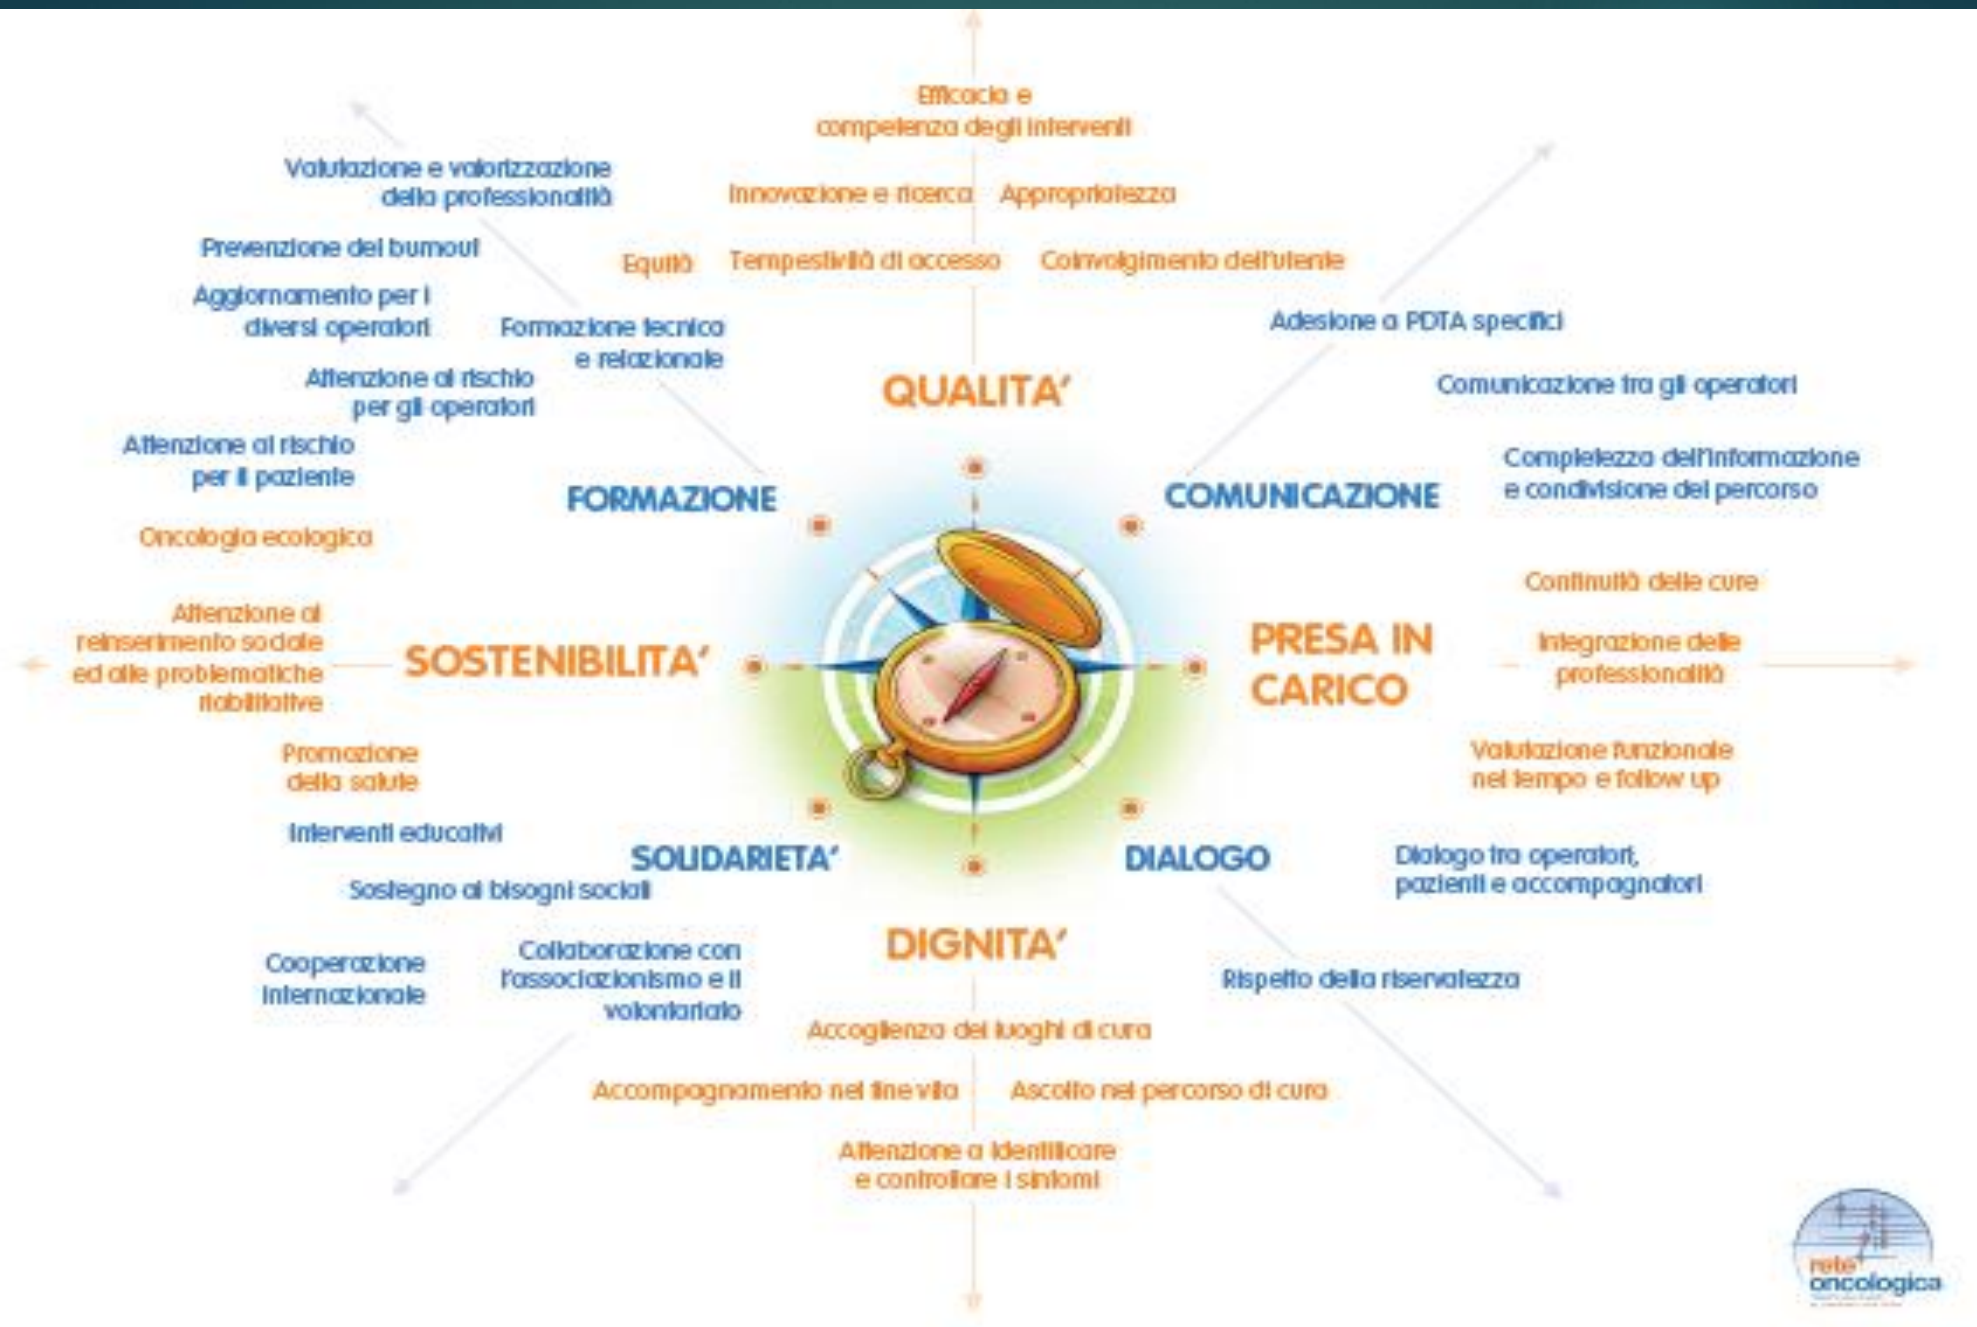 Efficacia e
competenza degli interventi
Innovazione e ricerca
Appropriatezza
Equità
Tempestività di accesso
Coinvolgimento dell'utente
QUALITA'
Adesione a PDTA specifici
Comunicazione tra gli operatori
Completezza dell'informazione
e condivisione del percorso
COMUNICAZIONE
Continuità delle cure
Integrazione delle
professionalità
Valutazione funzionale
nel tempo e follow up
PRESA IN
CARICO
Dialogo tra operatori,
pazienti e accompagnatori
Rispetto della riservatezza
DIALOGO
DIGNITA'
Accoglienza dei luoghi di cura
Accompagnamento nel fine vita
Ascolto nel percorso di cura
Attenzione a identificare
e controllare i sintomi
SOLIDARIETA'
Interventi educativi
Sostegno ai bisogni sociali
Cooperazione
internazionale
Collaborazione con
l'associazionismo e il
volontariato
SOSTENIBILITA'
Oncologia ecologica
Attenzione al
reinserimento sociale
ed alle problematiche
riabilitative
Promozione
della salute
FORMAZIONE
Valutazione e valorizzazione
della professionalità
Prevenzione del burnout
Aggiornamento per i
diversi operatori
Formazione tecnica
e relazionale
Attenzione al rischio
per gli operatori
Attenzione al rischio
per il paziente
rete
oncologica